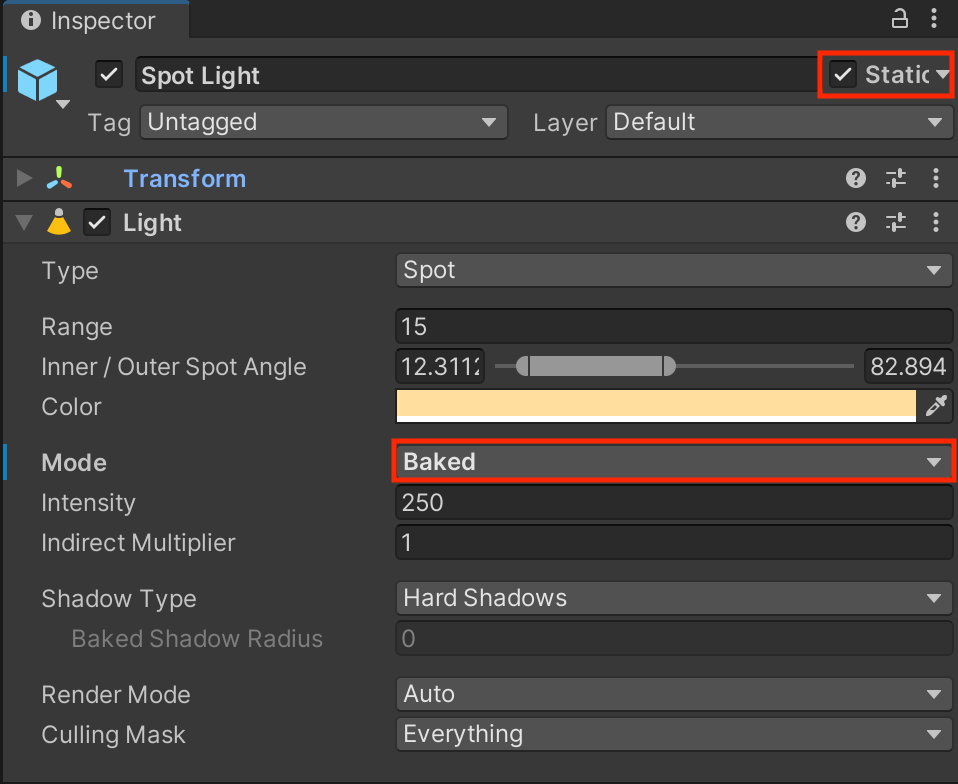 Inspector
Spot Light Static
Tag Untagged Layer Default
Transform
Light
Type Spot
Range 15
Inner / Outer Spot Angle 12.3112 82.894
Color
Mode Baked
Intensity 250
Indirect Multiplier 1
Shadow Type Hard Shadows
Baked Shadow Radius 0
Render Mode Auto
Culling Mask Everything